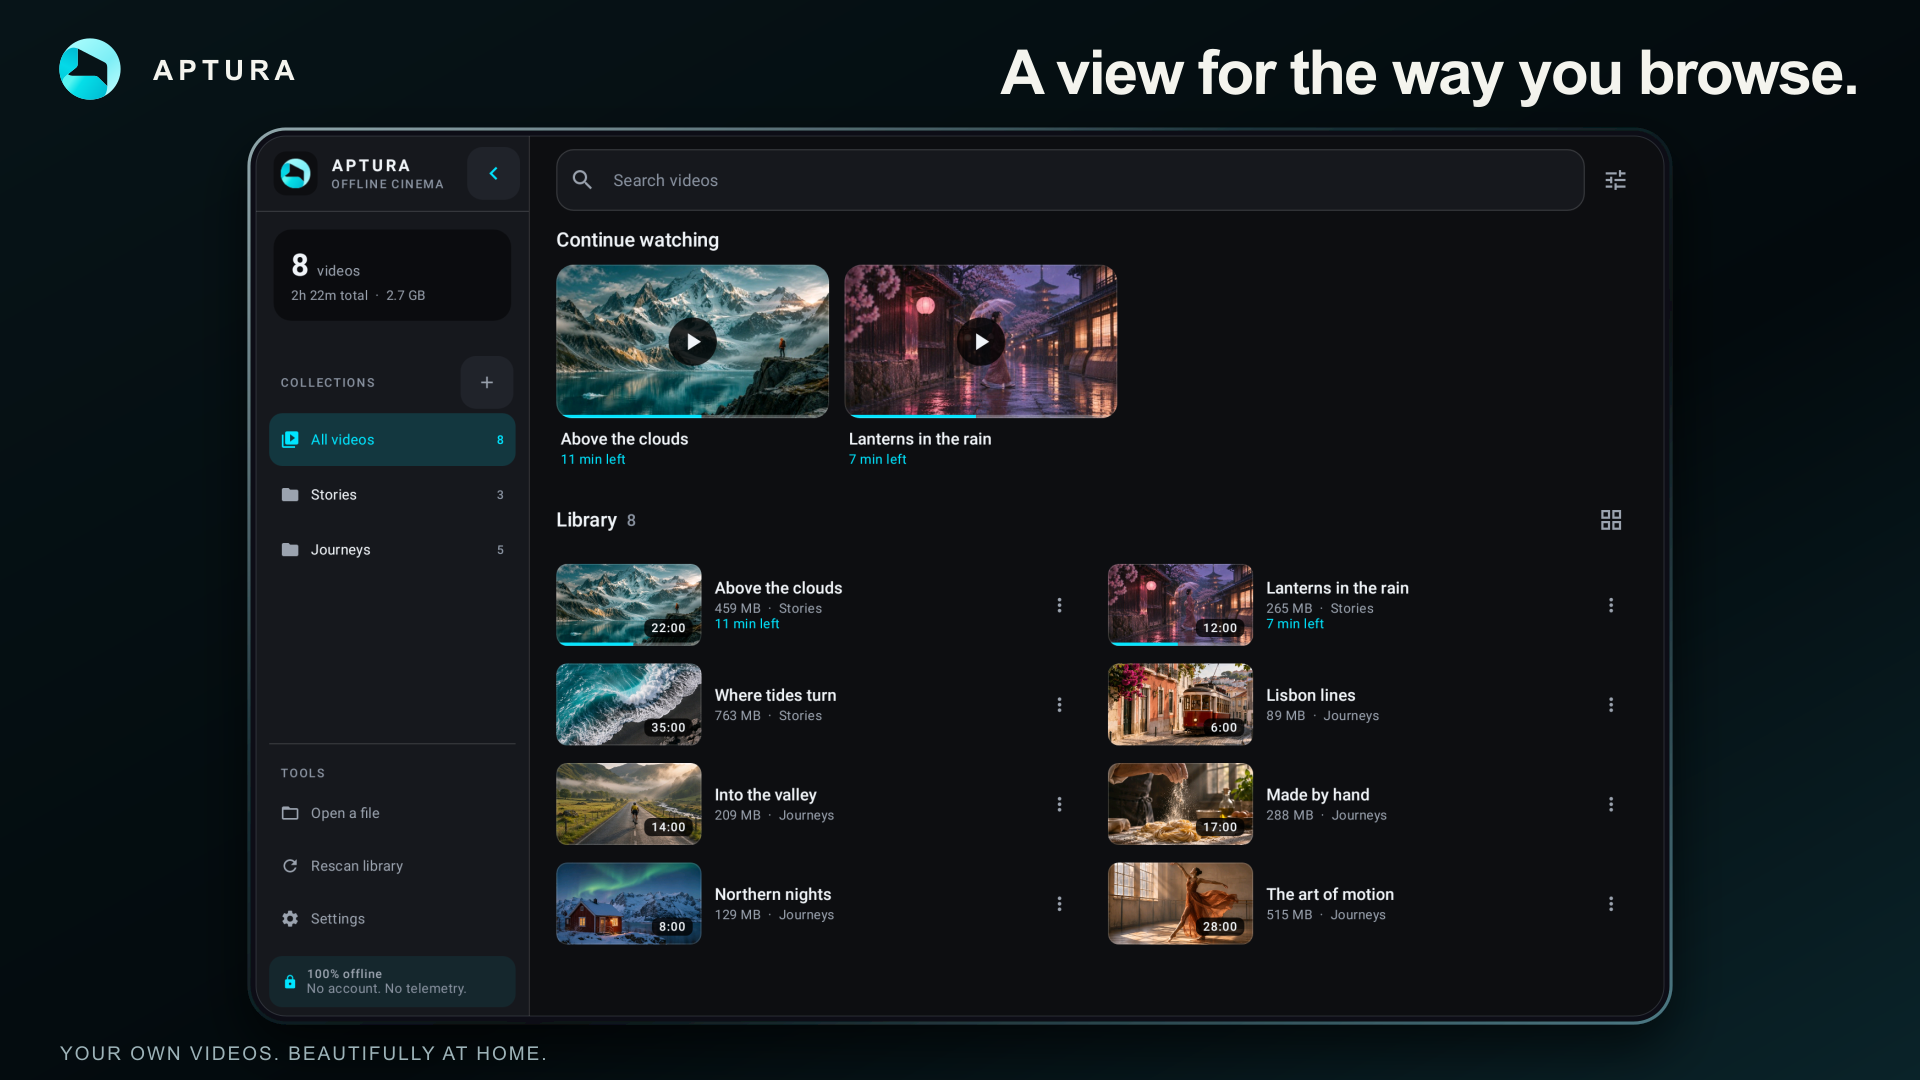 APTURA
A view for the way you browse.
APTURA
OFFLINE CINEMA
8 videos
2h 22m total · 2.7 GB
COLLECTIONS
All videos 8
Stories 3
Journeys 5
TOOLS
Open a file
Rescan library
Settings
100% offline
No account. No telemetry.
Search videos
Continue watching
Above the clouds
11 min left
Lanterns in the rain
7 min left
Library 8
22:00
Above the clouds
459 MB · Stories
11 min left
12:00
Lanterns in the rain
265 MB · Stories
7 min left
35:00
Where tides turn
763 MB · Stories
6:00
Lisbon lines
89 MB · Journeys
14:00
Into the valley
209 MB · Journeys
17:00
Made by hand
288 MB · Journeys
8:00
Northern nights
129 MB · Journeys
28:00
The art of motion
515 MB · Journeys
YOUR OWN VIDEOS. BEAUTIFULLY AT HOME.